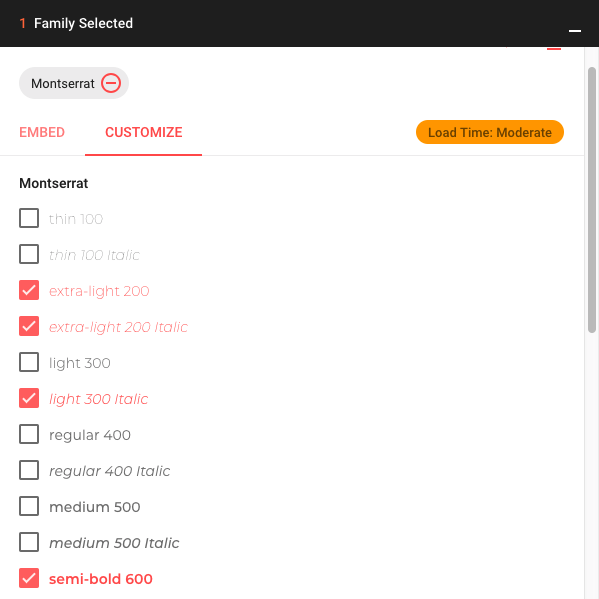 1 Family Selected
Montserrat
EMBED CUSTOMIZE Load Time: Moderate
Montserrat
thin 100
thin 100 Italic
extra-light 200
extra-light 200 Italic
light 300
light 300 Italic
regular 400
regular 400 Italic
medium 500
medium 500 Italic
semi-bold 600